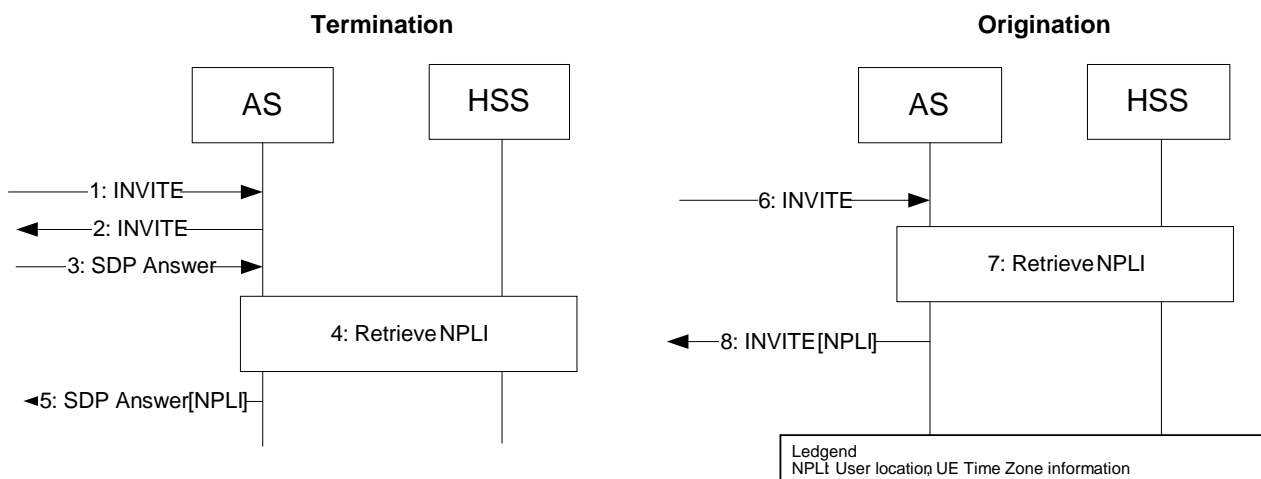 Termination
AS
HSS
1: INVITE
2: INVITE
3: SDP Answer
4: Retrieve NPLI
5: SDP Answer[NPLI]
Origination
AS
HSS
6: INVITE
7: Retrieve NPLI
8: INVITE[NPLI]
Ledgend
NPLI: User location, UE Time Zone information